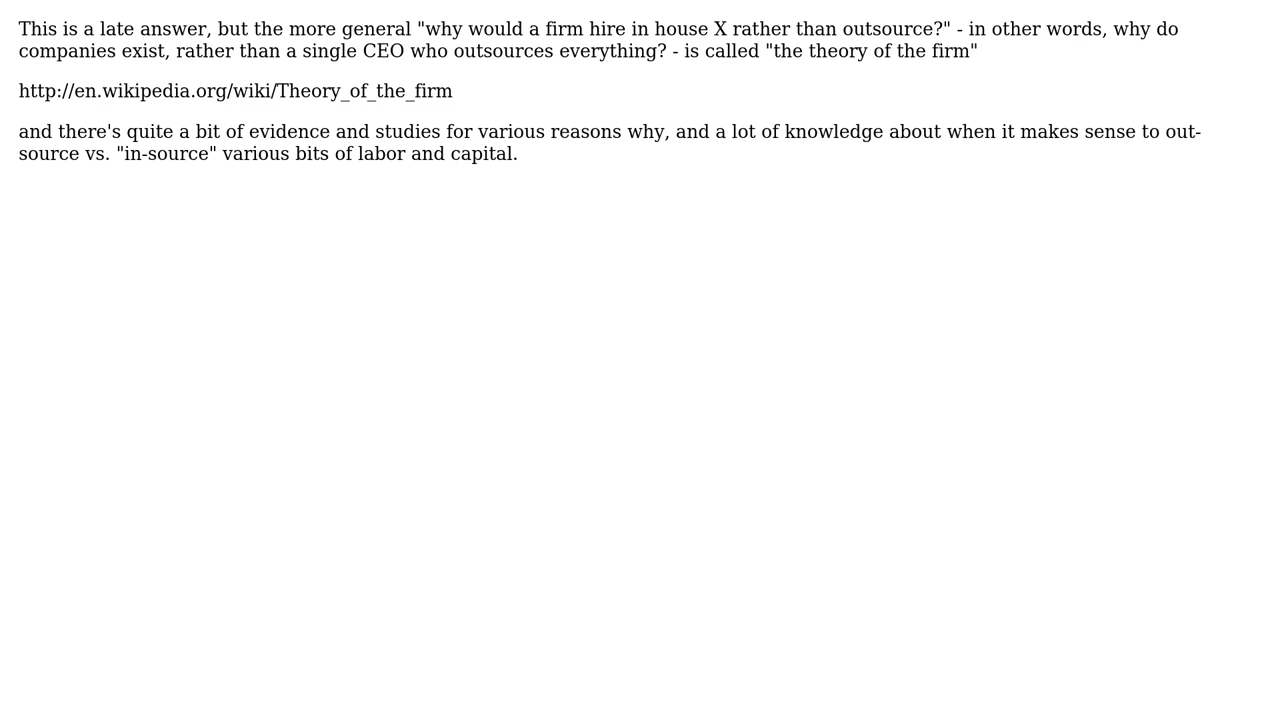 This is a late answer, but the more general "why would a firm hire in house X rather than outsource?" - in other words, why do
companies exist, rather than a single CEO who outsources everything? - is called "the theory of the firm"
http://en.wikipedia.org/wiki/Theory_of_the_firm
and there's quite a bit of evidence and studies for various reasons why, and a lot of knowledge about when it makes sense to out-
source vs. "in-source" various bits of labor and capital.